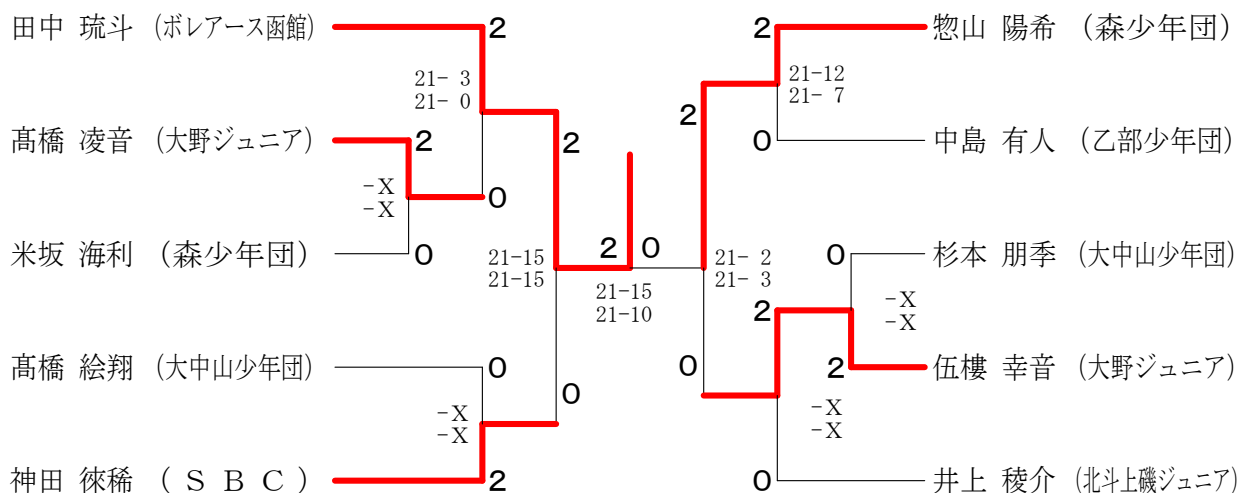 田中 琉斗 (ボレアース函館)
2
21- 3
21- 0
髙橋 凌音 (大野ジュニア)
2
-X
-X
0
米坂 海利 (森少年団)
0
2
21-15
21-15
髙橋 絵翔 (大中山少年団)
0
-X
-X
0
神田 徠稀 (ＳＢＣ)
2
2 0
21-15
21-10
2
惣山 陽希 (森少年団)
21-12
21- 7
2
0
中島 有人 (乙部少年団)
21- 2
21- 3
0
杉本 朋季 (大中山少年団)
-X
-X
2
2
伍樓 幸音 (大野ジュニア)
0
-X
-X
0
井上 稜介 (北斗上磯ジュニア)